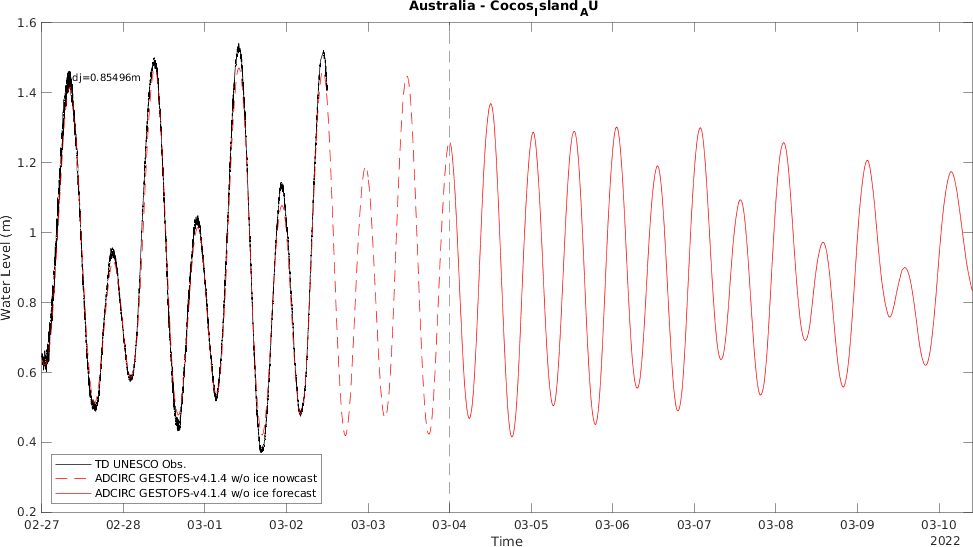 Australia - Cocos_Island_AU
1.6
1.4
1.2
1
0.8
0.6
0.4
0.2
Water Level (m)
dj=0.85496m
TD UNESCO Obs.
ADCIRC GESTOFS-v4.1.4 w/o ice nowcast
ADCIRC GESTOFS-v4.1.4 w/o ice forecast
02-27 02-28 03-01 03-02 03-03 03-04 03-05 03-06 03-07 03-08 03-09 03-10
Time
2022